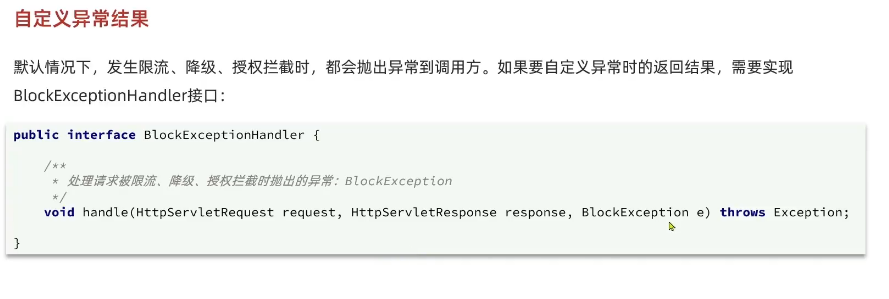 自定义异常结果
默认情况下，发生限流、降级、授权拦截时，都会抛出异常到调用方。如果要自定义异常时的返回结果，需要实现
BlockExceptionHandler接口：
public interface BlockExceptionHandler {
/**
* 处理请求被限流、降级、授权拦截时抛出的异常：BlockException
*/
void handle(HttpServletRequest request, HttpServletResponse response, BlockException e) throws Exception;
}